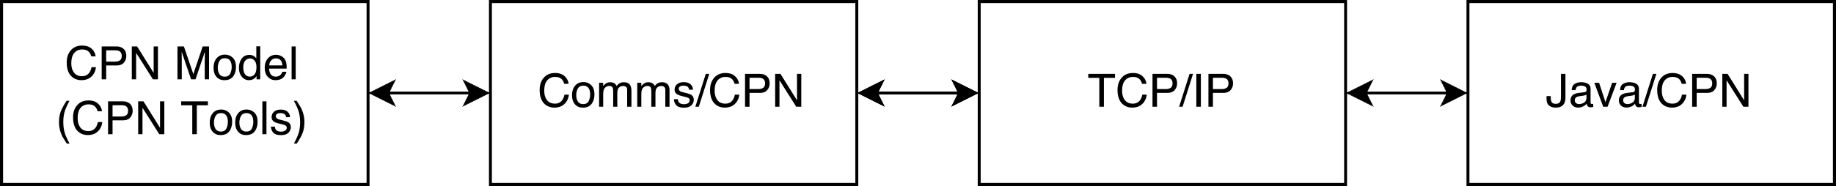 CPN Model
(CPN Tools)
Comms/CPN
TCP/IP
Java/CPN